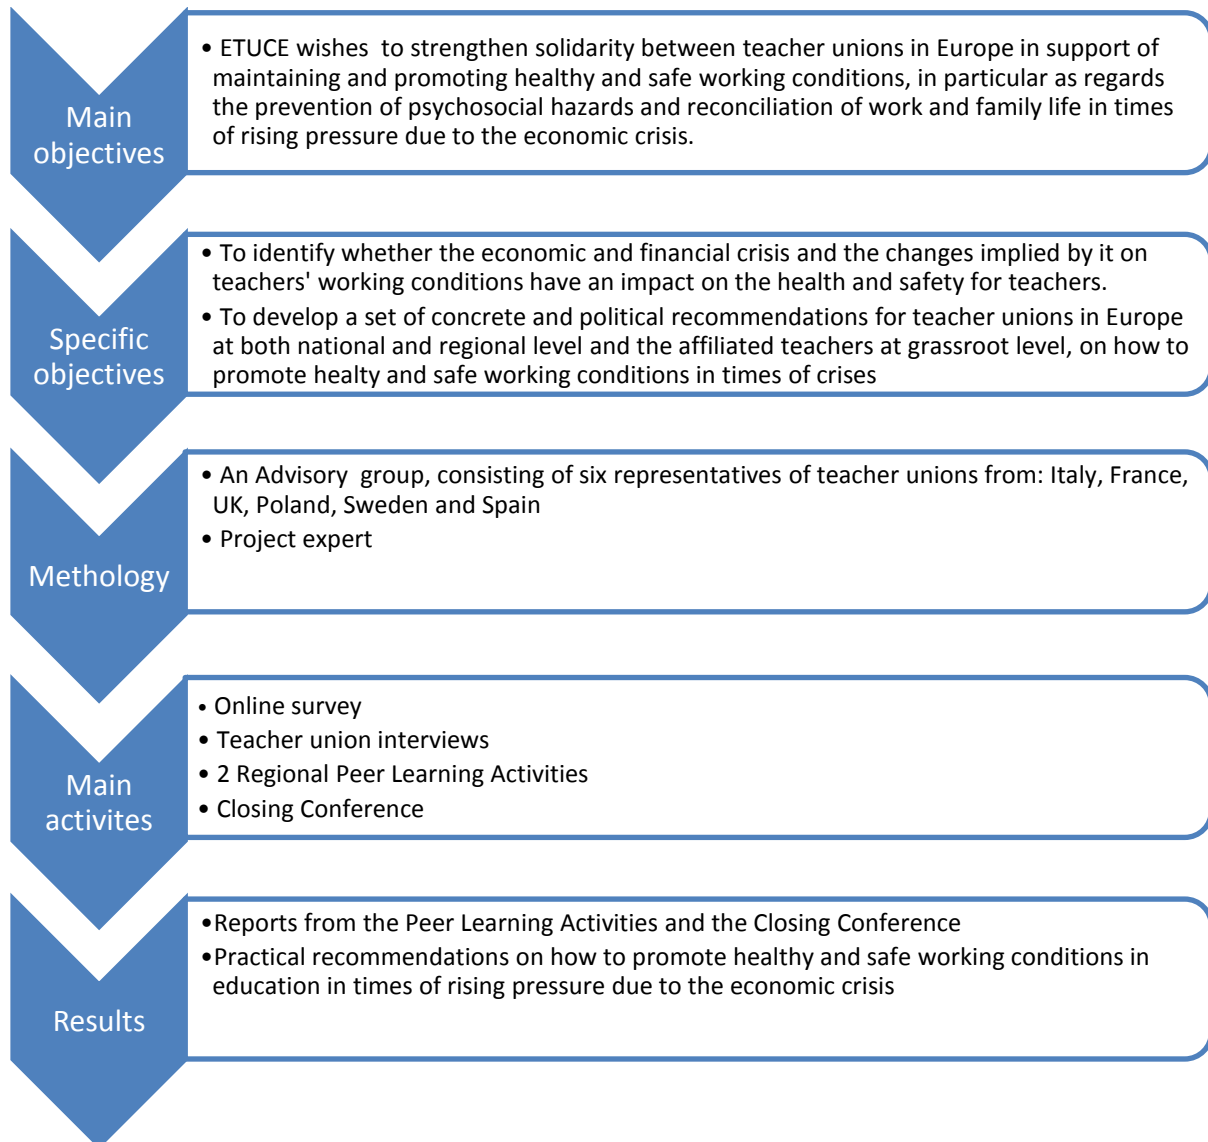 Main
objectives
• ETUCE wishes to strengthen solidarity between teacher unions in Europe in support of
maintaining and promoting healthy and safe working conditions, in particular as regards
the prevention of psychosocial hazards and reconciliation of work and family life in times
of rising pressure due to the economic crisis.
Specific
objectives
• To identify whether the economic and financial crisis and the changes implied by it on
teachers' working conditions have an impact on the health and safety for teachers.
• To develop a set of concrete and political recommendations for teacher unions in Europe
at both national and regional level and the affiliated teachers at grassroot level, on how to
promote healty and safe working conditions in times of crises
Methology
• An Advisory group, consisting of six representatives of teacher unions from: Italy, France,
UK, Poland, Sweden and Spain
• Project expert
Main
activites
• Online survey
• Teacher union interviews
• 2 Regional Peer Learning Activities
• Closing Conference
Results
•Reports from the Peer Learning Activities and the Closing Conference
•Practical recommendations on how to promote healthy and safe working conditions in
education in times of rising pressure due to the economic crisis